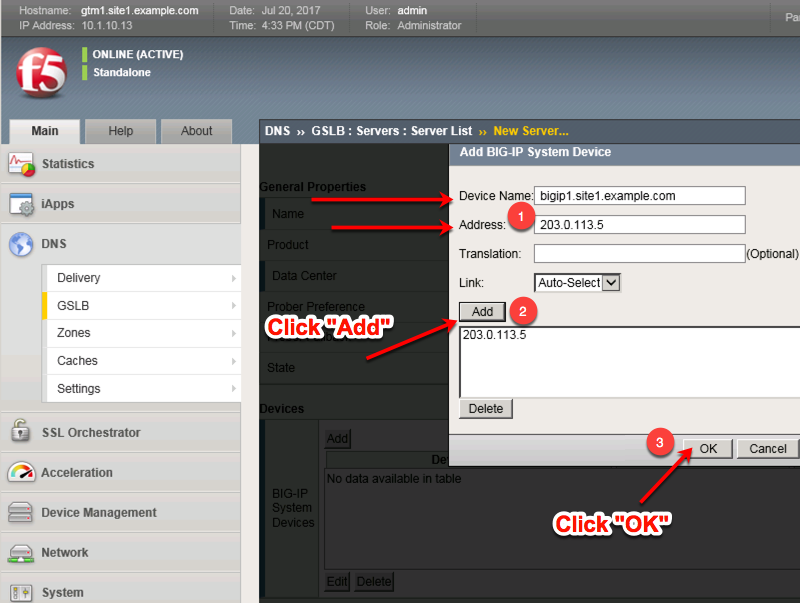 Hostname: gtm1.site1.example.com Date: Jul 20, 2017 User: admin
IP Address: 10.1.10.13 Time: 4:33 PM (CDT) Role: Administrator
f5
ONLINE (ACTIVE)
Standalone
Main Help About
DNS ›› GSLB : Servers : Server List ›› New Server...
Statistics
iApps
DNS
Delivery
GSLB
Zones
Caches
Settings
SSL Orchestrator
Acceleration
Device Management
Network
System
General Properties
Name
Product
Data Center
Prober Preference
State
Devices
BIG-IP
System
Devices
Add
No data available in table
Edit Delete
Add BIG-IP System Device
Device Name: bigip1.site1.example.com
1
Address: 203.0.113.5
Translation: (Optional)
Link: Auto-Select
Add 2
Click "Add"
203.0.113.5
Delete
3 OK Cancel
Click "OK"